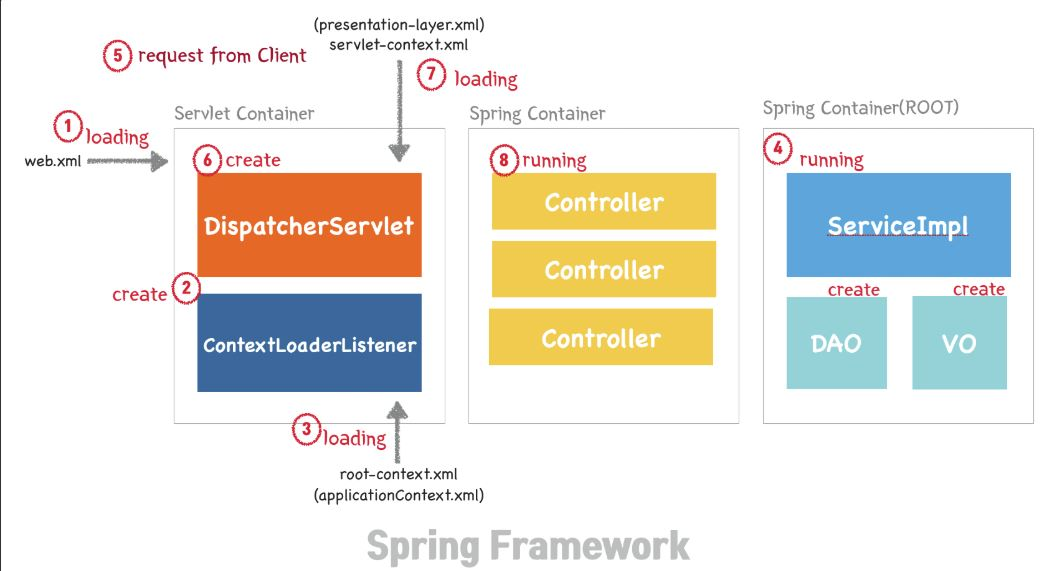 (presentation-layer.xml)
servlet-context.xml
5 request from Client
7 loading
Servlet Container
Spring Container
Spring Container(ROOT)
1 loading
web.xml
6 create
8 running
4 running
DispatcherServlet
Controller
Controller
Controller
ServiceImpl
create 2
create
create
ContextLoaderListener
DAO
VO
3 loading
root-context.xml
(applicationContext.xml)
Spring Framework